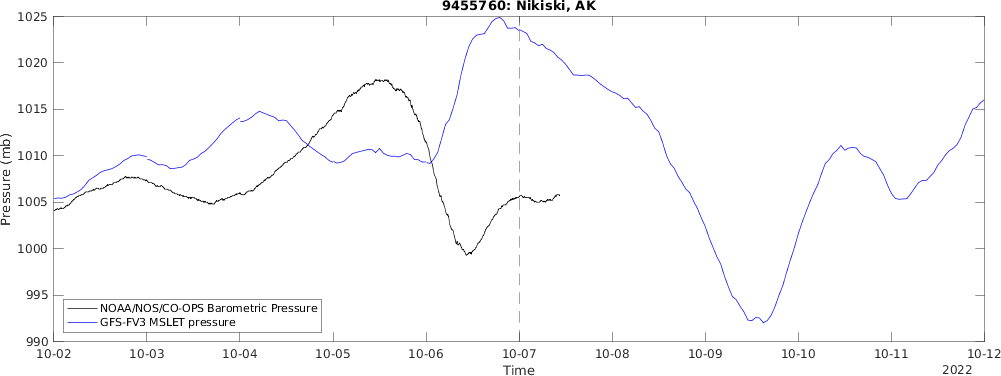 9455760: Nikiski, AK
1025
1020
1015
1010
1005
1000
995
990
Pressure (mb)
NOAA/NOS/CO-OPS Barometric Pressure
GFS-FV3 MSLET pressure
10-02 10-03 10-04 10-05 10-06 10-07 10-08 10-09 10-10 10-11 10-12
Time
2022